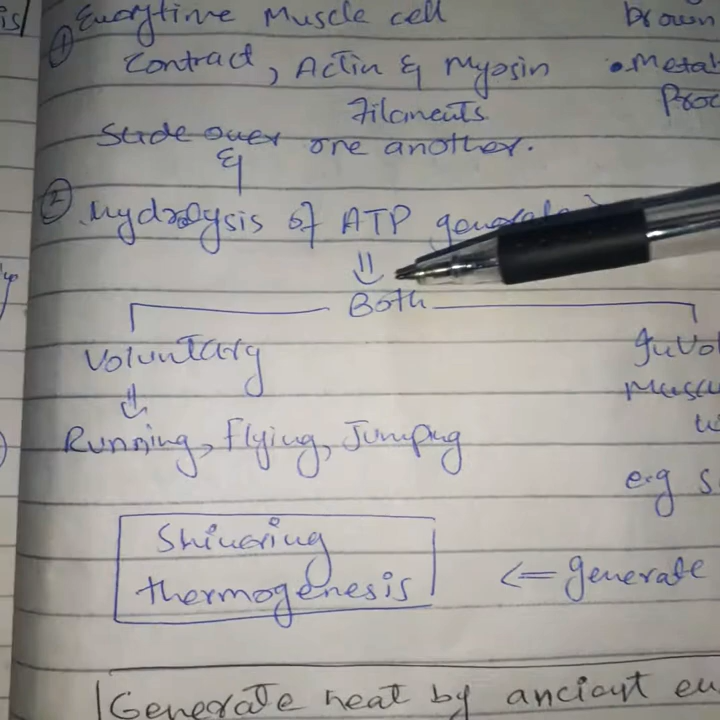 ① Everytime Muscle cell
Contract, Actin & Myosin
Filaments
Slide over one another.
&
② Hydrolysis of ATP
⇓
Both
Voluntary
⇓
Running, Flying, Jumping
Shivering
thermogenesis
<= generate
Generate heat by ancient
brown
• Metab
Proc
Muscu
e.g S